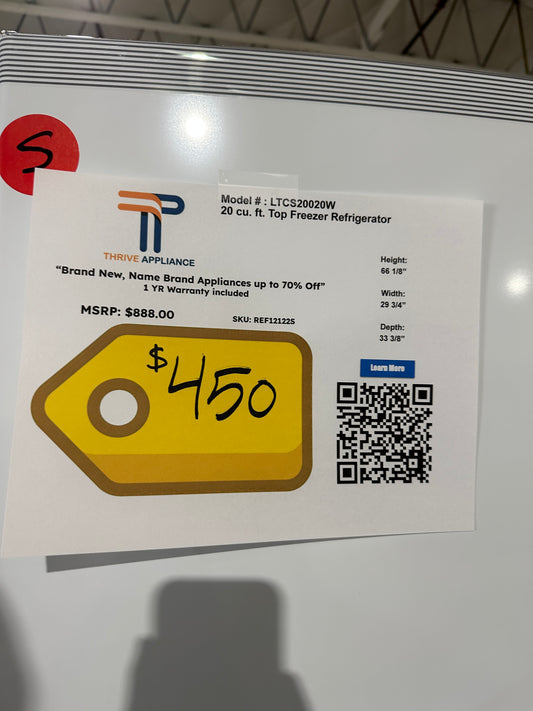 S
Model # : LTCS20020W
20 cu. ft. Top Freezer Refrigerator
THRIVE APPLIANCE
“Brand New, Name Brand Appliances up to 70% Off”
1 YR Warranty included
MSRP: $888.00
SKU: REF12122S
Height:
66 1/8"
Width:
29 3/4"
Depth:
33 3/8"
Learn More
$450